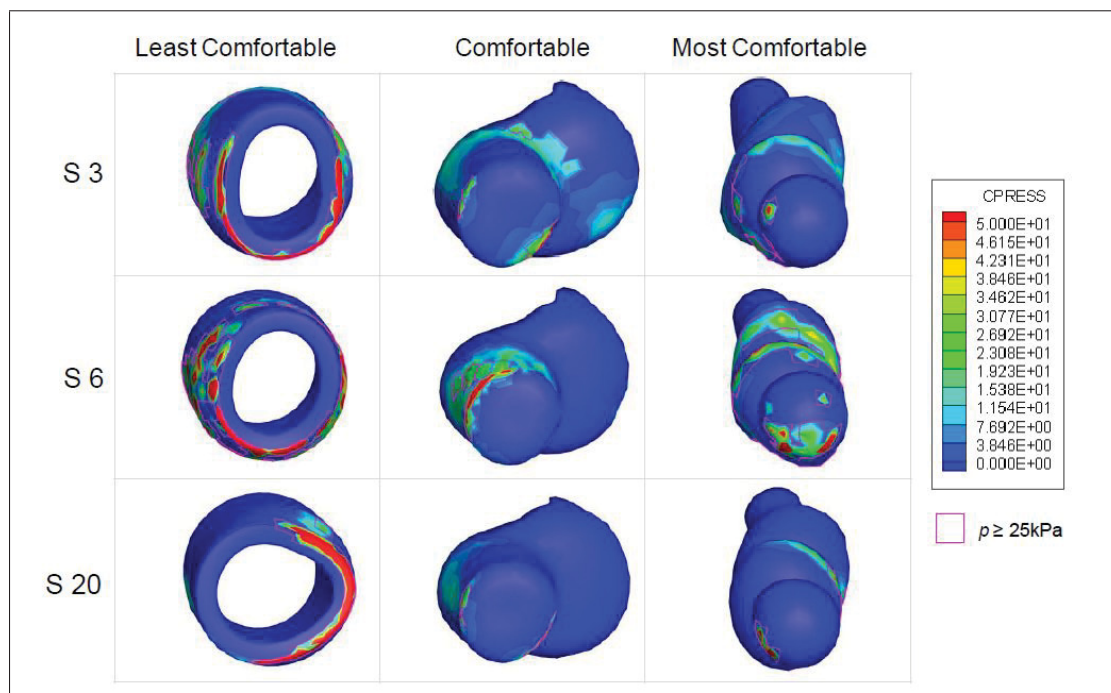 Least Comfortable Comfortable Most Comfortable
S 3
S 6
S 20
CPRESS
5.000E+01
4.615E+01
4.231E+01
3.846E+01
3.462E+01
3.077E+01
2.692E+01
2.308E+01
1.923E+01
1.538E+01
1.154E+01
7.692E+00
3.846E+00
0.000E+00
p ≥ 25kPa